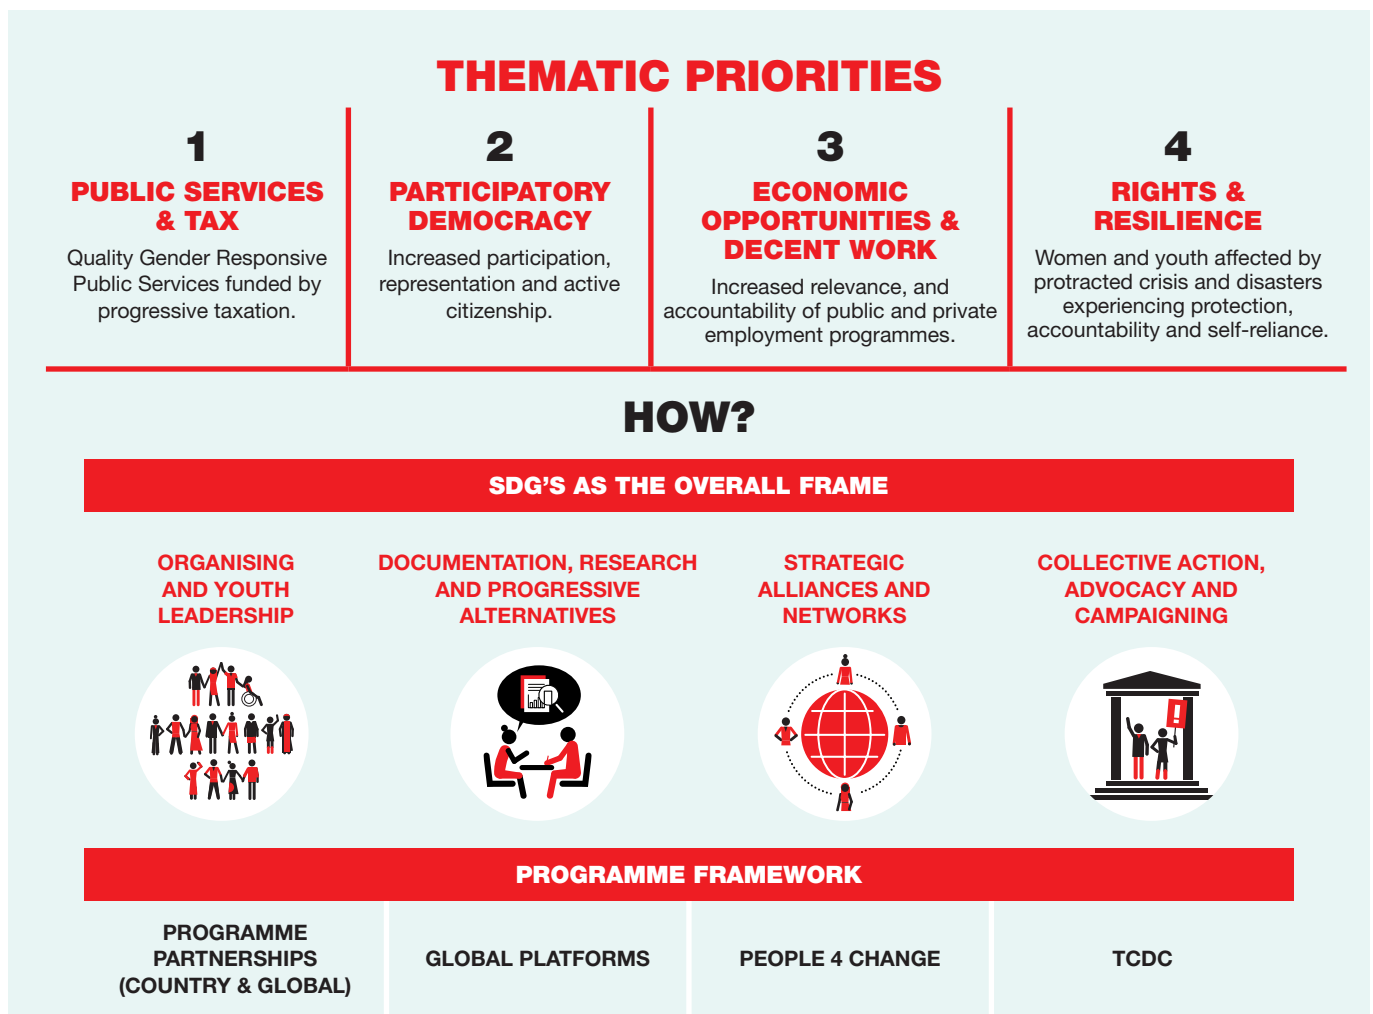 THEMATIC PRIORITIES
1
PUBLIC SERVICES
& TAX
Quality Gender Responsive
Public Services funded by
progressive taxation.
2
PARTICIPATORY
DEMOCRACY
Increased participation,
representation and active
citizenship.
3
ECONOMIC
OPPORTUNITIES &
DECENT WORK
Increased relevance, and
accountability of public and private
employment programmes.
4
RIGHTS &
RESILIENCE
Women and youth affected by
protracted crisis and disasters
experiencing protection,
accountability and self-reliance.
HOW?
SDG'S AS THE OVERALL FRAME
ORGANISING
AND YOUTH
LEADERSHIP
DOCUMENTATION, RESEARCH
AND PROGRESSIVE
ALTERNATIVES
STRATEGIC
ALLIANCES AND
NETWORKS
COLLECTIVE ACTION,
ADVOCACY AND
CAMPAIGNING
!
PROGRAMME FRAMEWORK
PROGRAMME
PARTNERSHIPS
(COUNTRY & GLOBAL)
GLOBAL PLATFORMS
PEOPLE 4 CHANGE
TCDC